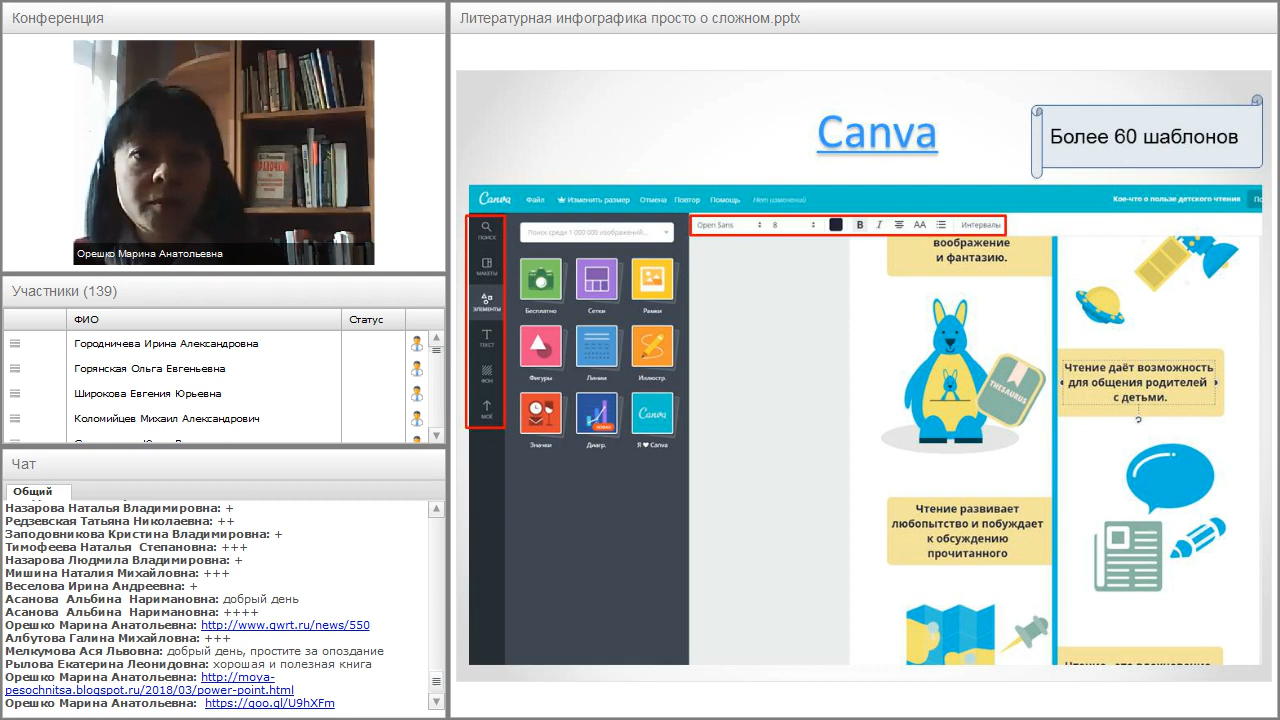 Конференция
Орешко Марина Анатольевна
Участники (139)
ФИО
Статус
Городничева Ирина Александровна
Горянская Ольга Евгеньевна
Широкова Евгения Юрьевна
Коломийцев Михаил Александрович
Чат
Общий
Назарова Наталья Владимировна: +
Редзевская Татьяна Николаевна: ++
Заподовникова Кристина Владимировна: +
Тимофеева Наталья Степановна: +++
Назарова Людмила Владимировна: +
Мишина Наталия Михайловна: +++
Веселова Ирина Андреевна: +
Асанова Альбина Наримановна: добрый день
Асанова Альбина Наримановна: ++++
Орешко Марина Анатольевна: http://www.qwrt.ru/news/550
Албутова Галина Михайловна: +++
Мелкумова Ася Львовна: добрый день, простите за опоздание
Рылова Екатерина Леонидовна: хорошая и полезная книга
Орешко Марина Анатольевна: http://moya-
pesochnitsa.blogspot.ru/2018/03/power-point.html
Орешко Марина Анатольевна: https://goo.gl/U9hXFm
Литературная инфографика просто о сложном.pptx
Canva
Более 60 шаблонов
Canva Файл Изменить размер Отмена Повтор Помощь Нет изменений Кое-что о пользе детского чтения По
Open Sans 8 B I AA Интервалы
ПОИСК
МАКЕТЫ
ЭЛЕМЕНТЫ
ТЕКСТ
ФОН
МОЁ
Поиск среди 1 000 000 изображений...
Бесплатно Сетки Рамки
Фигуры Линии Иллюстр.
НОВАЯ
Canva
Значки Диагр. Я ❤ Canva
воображение
и фантазию.
THESAURUS
Чтение даёт возможность
для общения родителей
с детьми.
Чтение развивает
любопытство и побуждает
к обсуждению
прочитанного